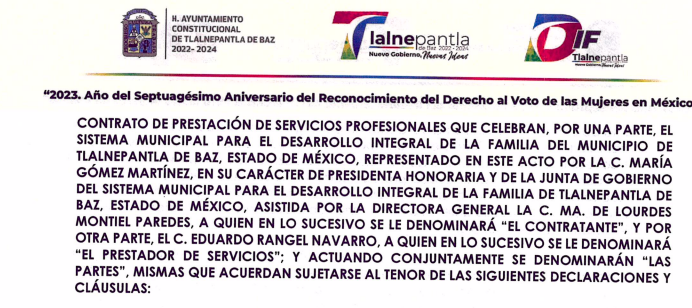 H. AYUNTAMIENTO
CONSTITUCIONAL
DE TLALNEPANTLA DE BAZ
2022- 2024
Tlalnepantla
de Baz 2022 - 2024
Nuevo Gobierno, Nuevas Ideas
DIF
Tlalnepantla
Nuevo Gobierno, Nuevas Ideas
"2023. Año del Septuagésimo Aniversario del Reconocimiento del Derecho al Voto de las Mujeres en México
CONTRATO DE PRESTACIÓN DE SERVICIOS PROFESIONALES QUE CELEBRAN, POR UNA PARTE, EL
SISTEMA MUNICIPAL PARA EL DESARROLLO INTEGRAL DE LA FAMILIA DEL MUNICIPIO DE
TLALNEPANTLA DE BAZ, ESTADO DE MÉXICO, REPRESENTADO EN ESTE ACTO POR LA C. MARÍA
GÓMEZ MARTÍNEZ, EN SU CARÁCTER DE PRESIDENTA HONORARIA Y DE LA JUNTA DE GOBIERNO
DEL SISTEMA MUNICIPAL PARA EL DESARROLLO INTEGRAL DE LA FAMILIA DE TLALNEPANTLA DE
BAZ, ESTADO DE MÉXICO, ASISTIDA POR LA DIRECTORA GENERAL LA C. MA. DE LOURDES
MONTIEL PAREDES, A QUIEN EN LO SUCESIVO SE LE DENOMINARÁ "EL CONTRATANTE", Y POR
OTRA PARTE, EL C. EDUARDO RANGEL NAVARRO, A QUIEN EN LO SUCESIVO SE LE DENOMINARÁ
"EL PRESTADOR DE SERVICIOS"; Y ACTUANDO CONJUNTAMENTE SE DENOMINARÁN "LAS
PARTES", MISMAS QUE ACUERDAN SUJETARSE AL TENOR DE LAS SIGUIENTES DECLARACIONES Y
CLÁUSULAS: